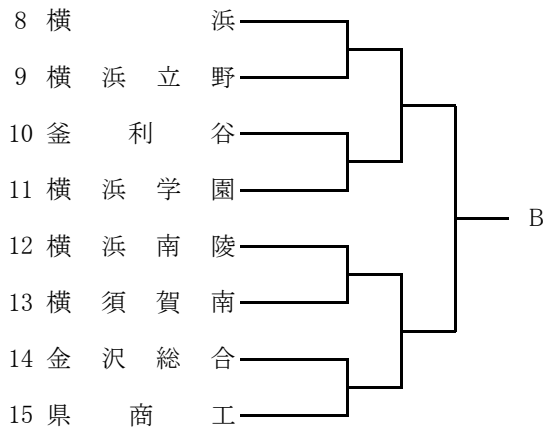 8 横浜
9 横浜立野
10 釜利谷
11 横浜学園
B
12 横浜南陵
13 横須賀南
14 金沢総合
15 県商工